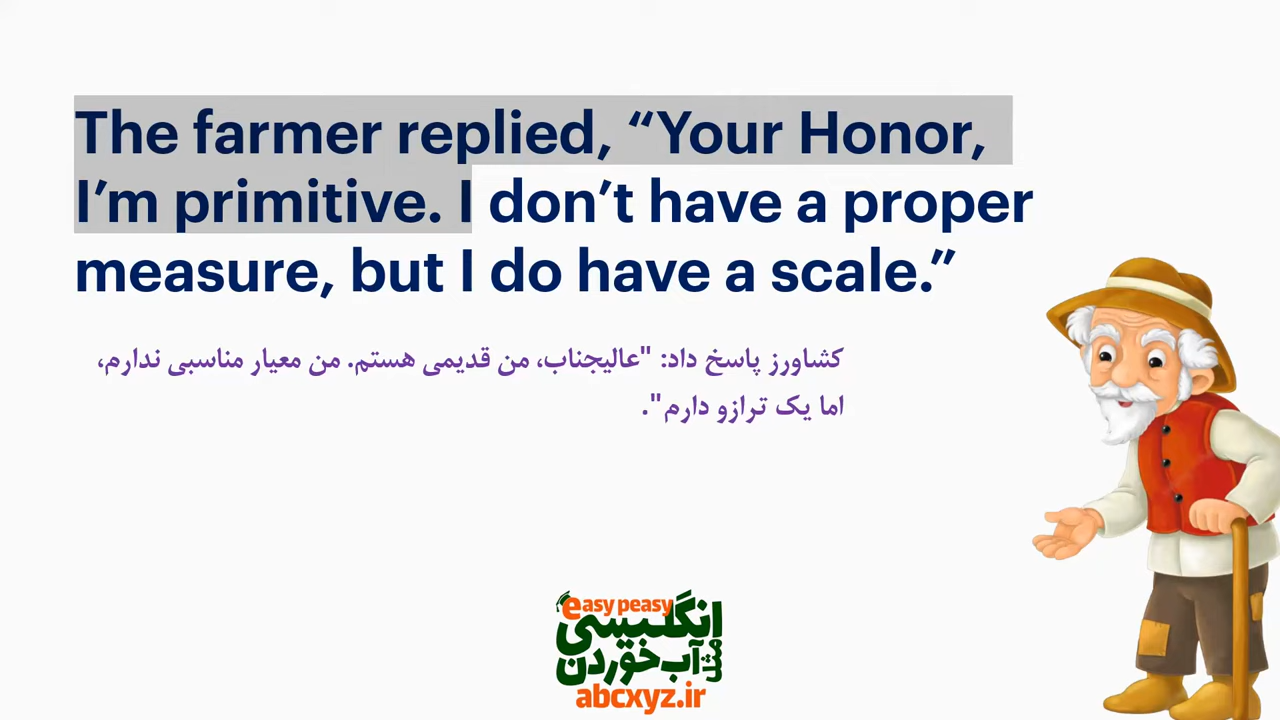 The farmer replied, “Your Honor,
I’m primitive. I don’t have a proper
measure, but I do have a scale.”
کشاورز پاسخ داد: "عالیجناب، من قدیمی هستم. من معیار مناسبی ندارم،
اما یک ترازو دارم".
easy peasy
انگلیسی
مثل آب خوردن
abcxyz.ir